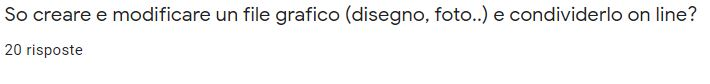 So creare e modificare un file grafico (disegno, foto..) e condividerlo on line?
20 risposte